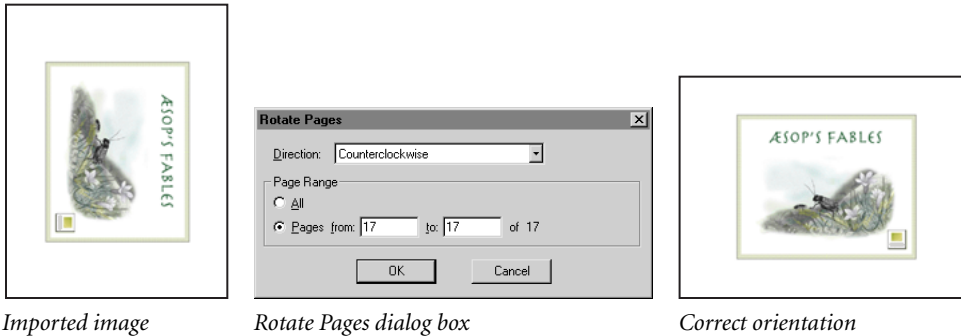 ÆSOP'S FABLES
Rotate Pages
Direction: Counterclockwise
Page Range
All
Pages from: 17 to: 17 of 17
OK Cancel
ÆSOP'S FABLES
Imported image Rotate Pages dialog box Correct orientation